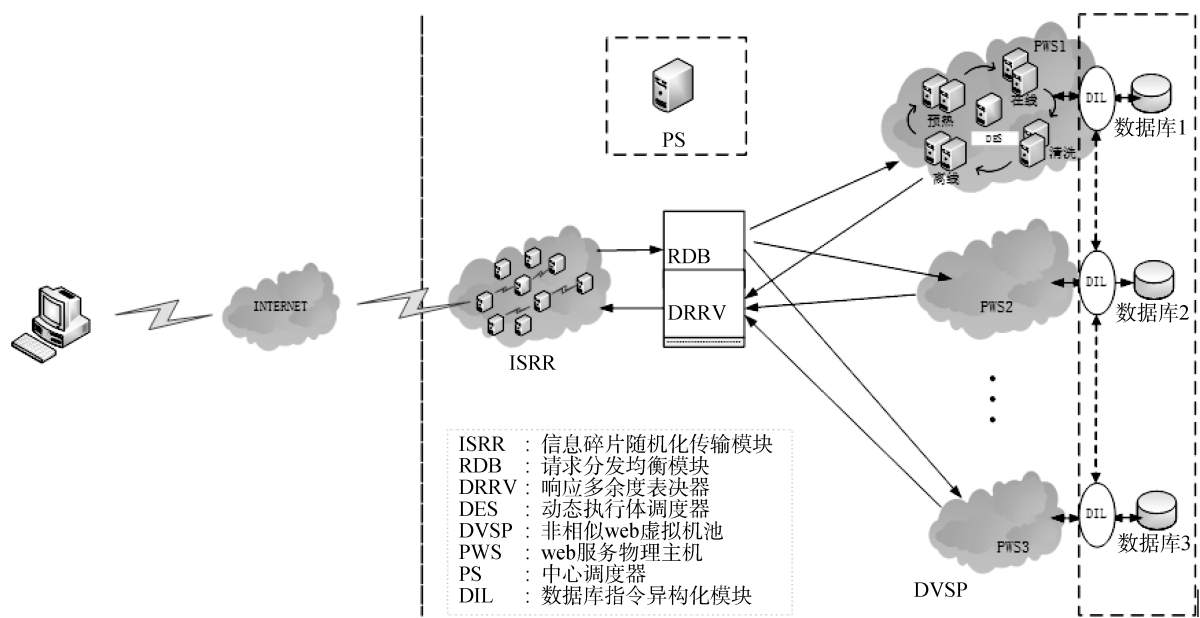 PS
INTERNET
ISRR
RDB
DRRV
PWS1
预热
在线
DES
离线
清洗
DIL
数据库1
PWS2
DIL
数据库2
PWS3
DIL
数据库3
DVSP
ISRR : 信息碎片随机化传输模块
RDB : 请求分发均衡模块
DRRV : 响应多余度表决器
DES : 动态执行体调度器
DVSP : 非相似web虚拟机池
PWS : web服务物理主机
PS : 中心调度器
DIL : 数据库指令异构化模块